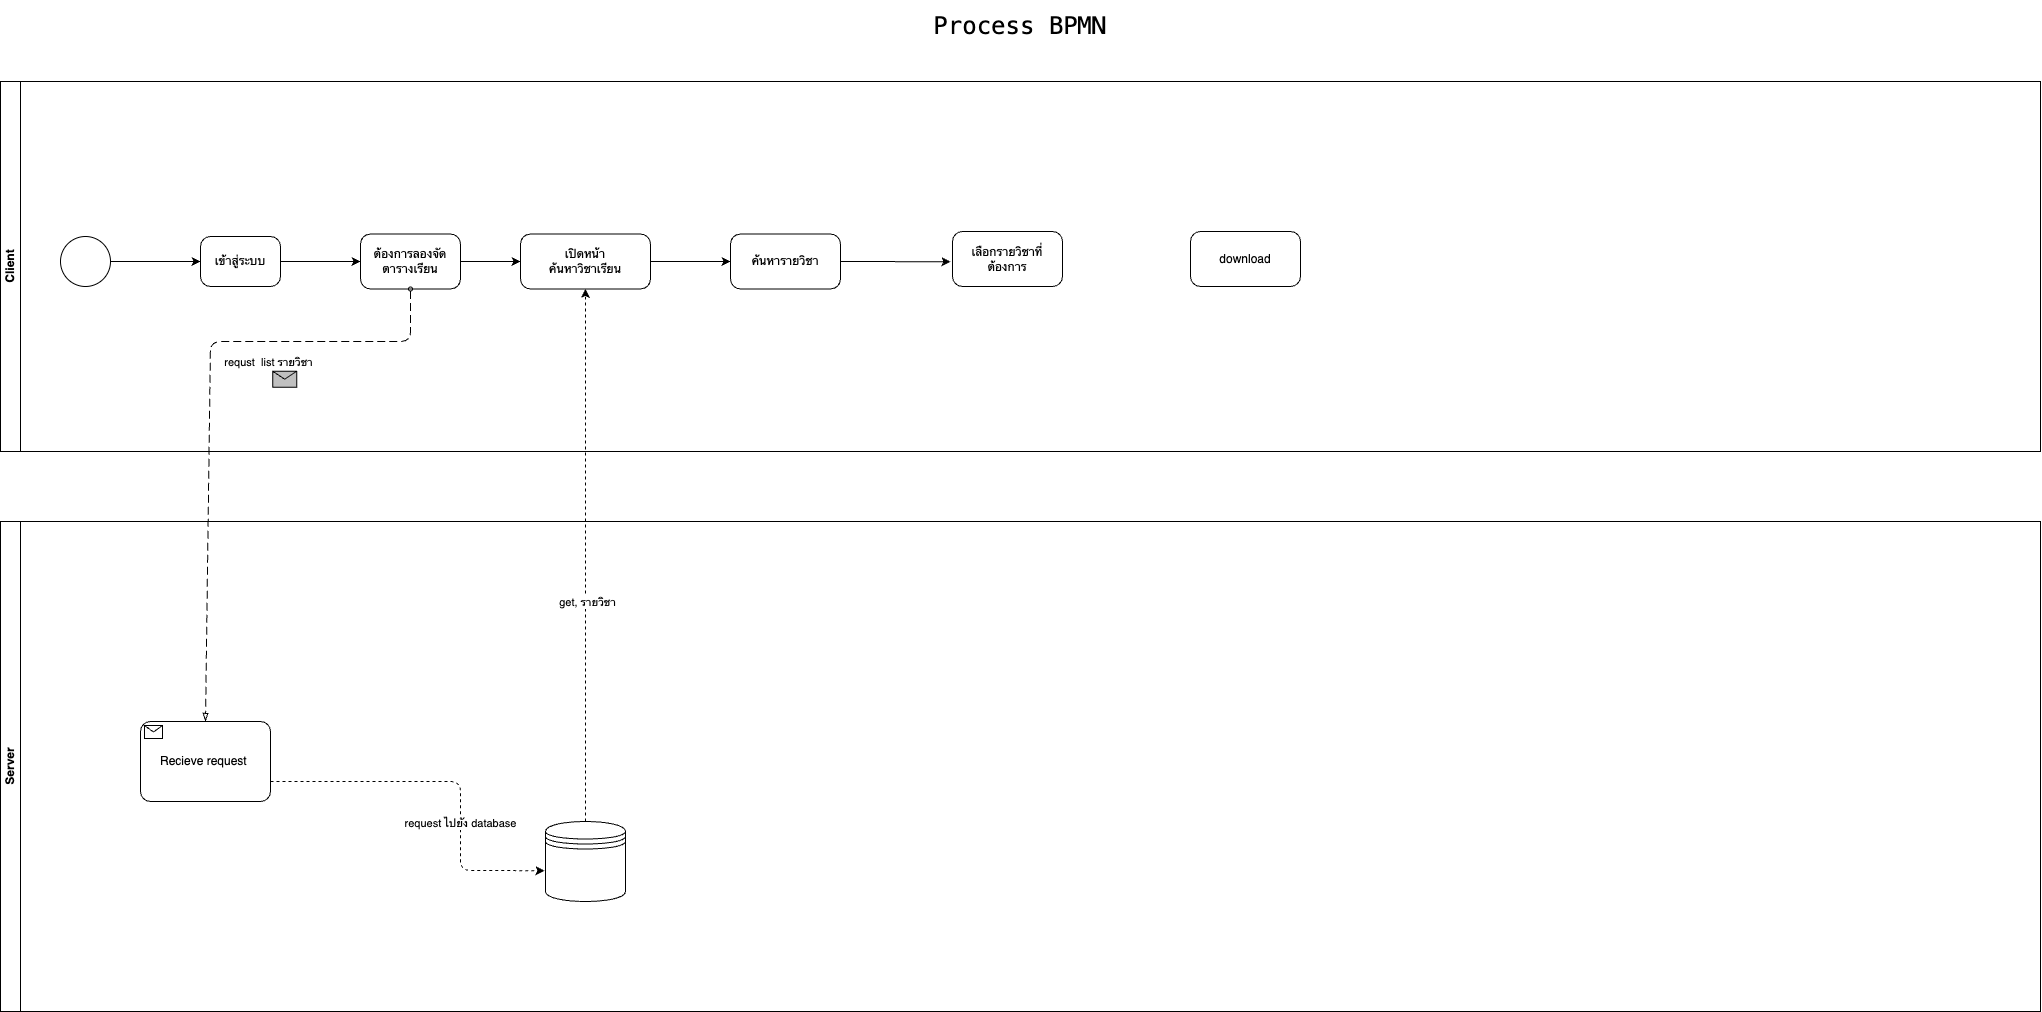 Process BPMN
Client
เข้าสู่ระบบ
ต้องการลองจัด
ตารางเรียน
เปิดหน้า
ค้นหาวิชาเรียน
ค้นหารายวิชา
เลือกรายวิชาที่
ต้องการ
download
requst list รายวิชา
Server
get, รายวิชา
Recieve request
request ไปยัง database